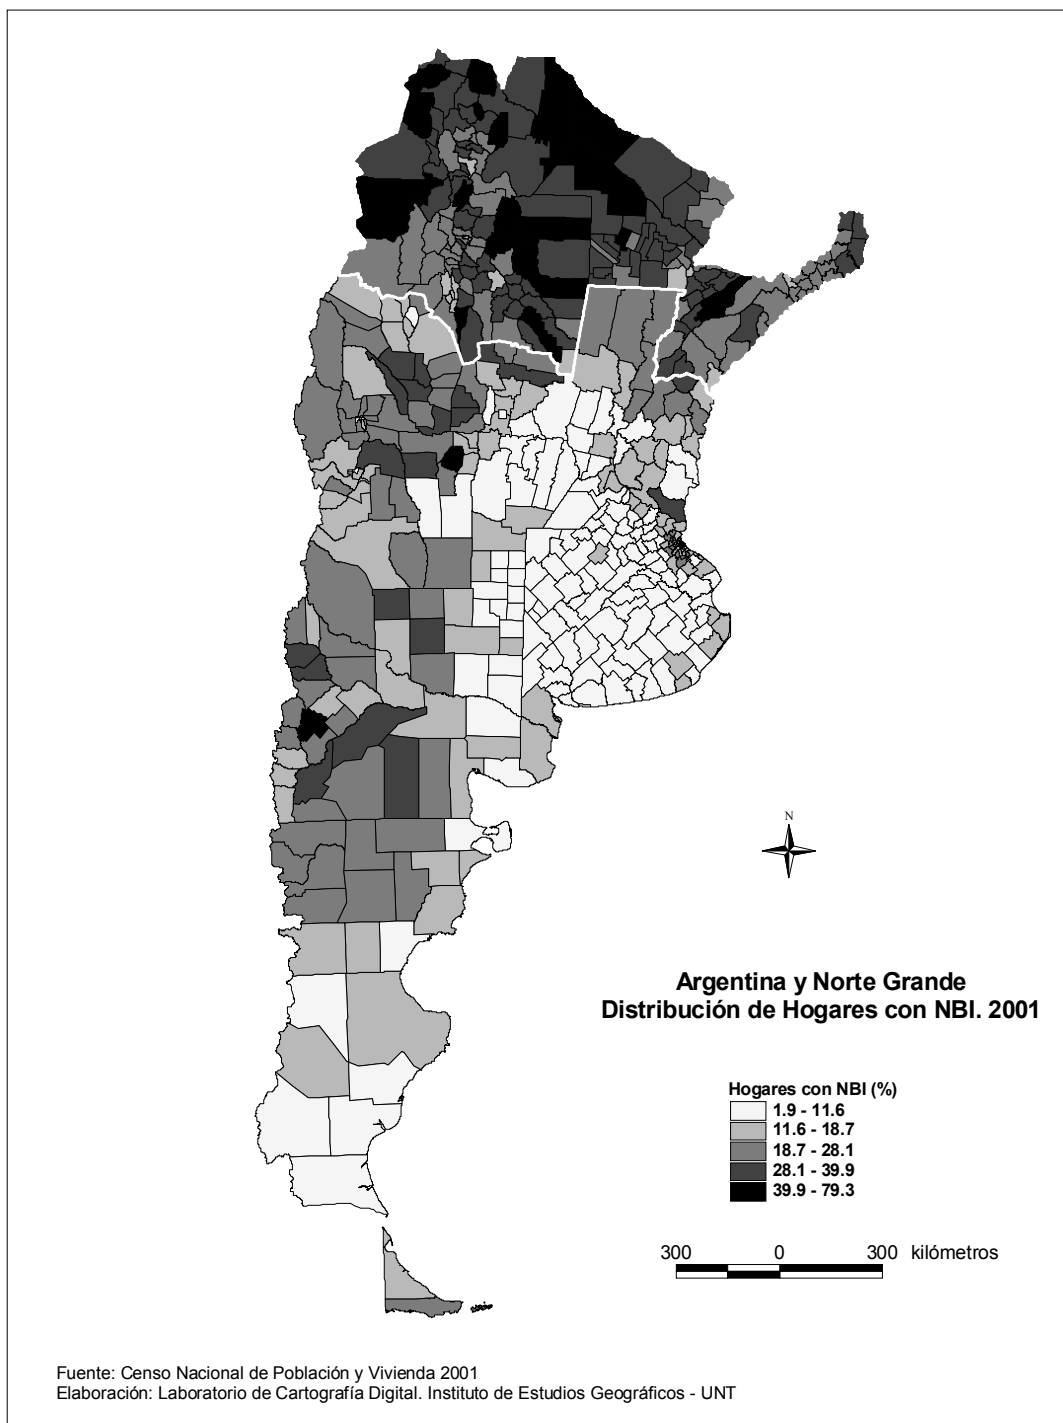 N
Argentina y Norte Grande
Distribución de Hogares con NBI. 2001
Hogares con NBI (%)
1.9 - 11.6
11.6 - 18.7
18.7 - 28.1
28.1 - 39.9
39.9 - 79.3
300 0 300 kilómetros
Fuente: Censo Nacional de Población y Vivienda 2001
Elaboración: Laboratorio de Cartografía Digital. Instituto de Estudios Geográficos - UNT